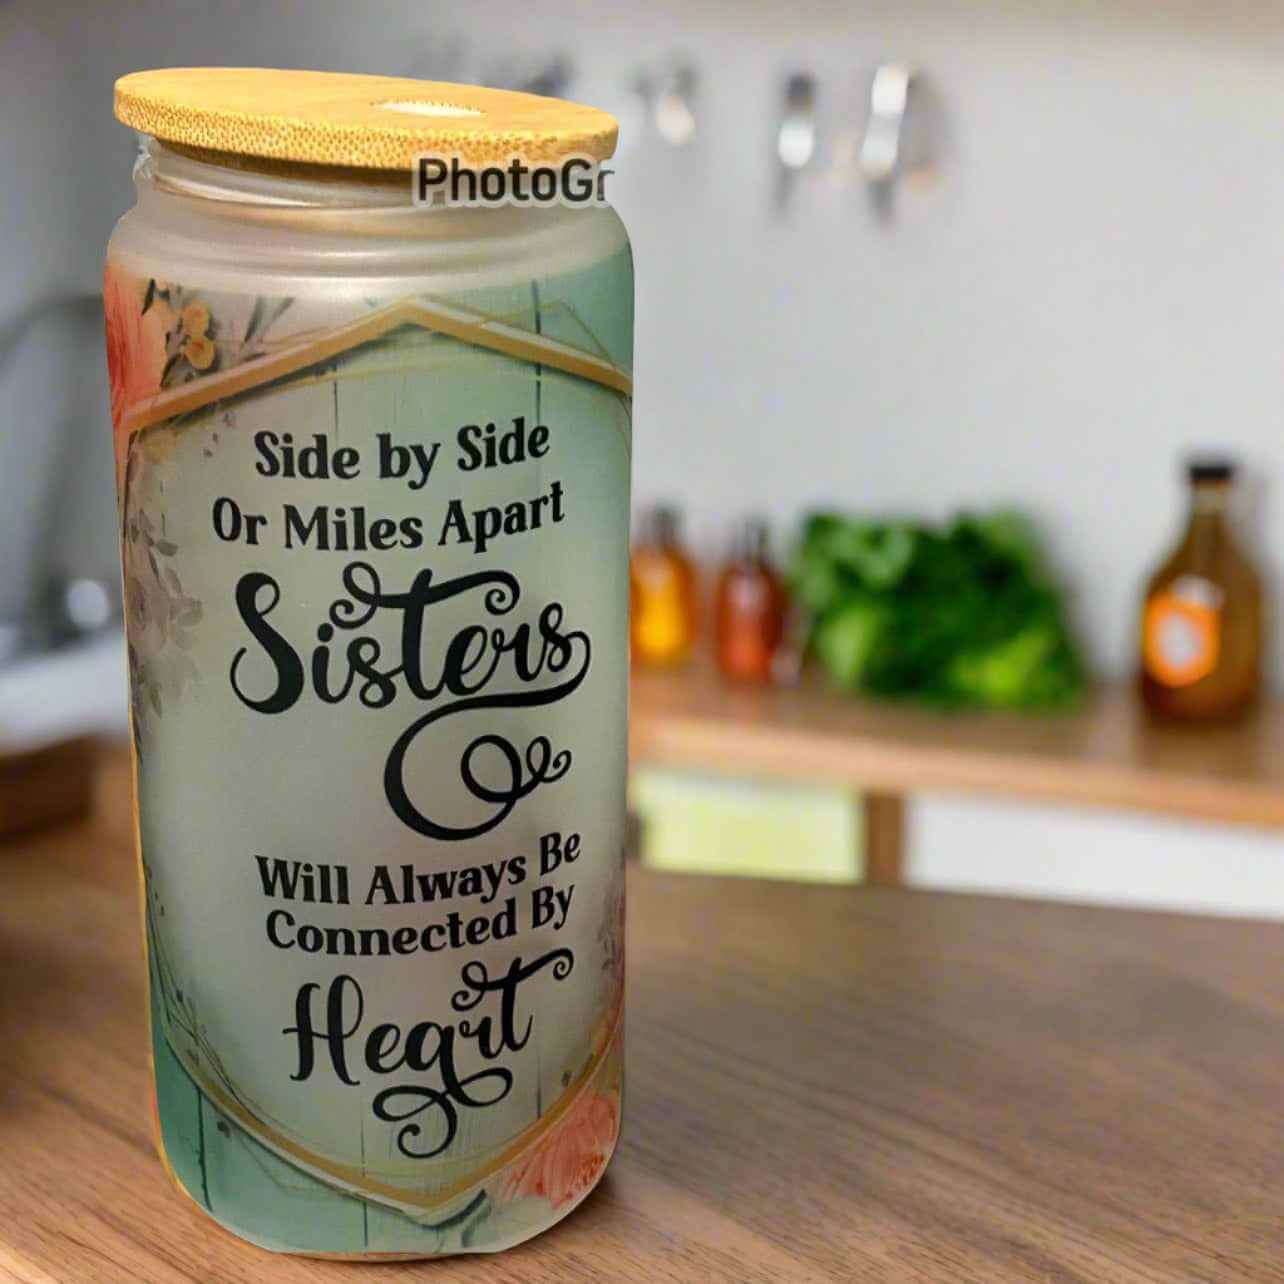 PhotoGr
Side by Side
Or Miles Apart
Sisters
Will Always Be
Connected By
Heart